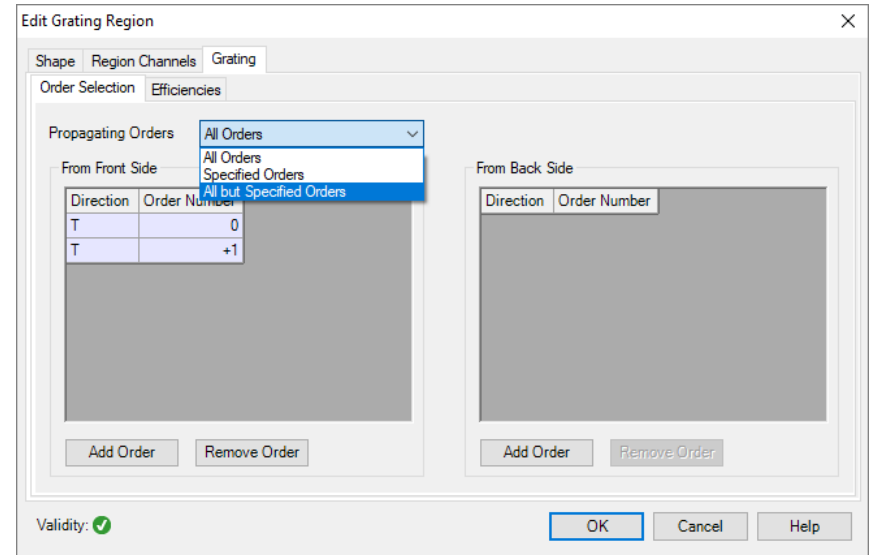 Edit Grating Region
Shape Region Channels Grating
Order Selection Efficiencies
Propagating Orders All Orders
All Orders
Specified Orders
All but Specified Orders
From Front Side
Direction Order Number
T 0
T +1
Add Order Remove Order
From Back Side
Direction Order Number
Add Order Remove Order
Validity:
OK Cancel Help